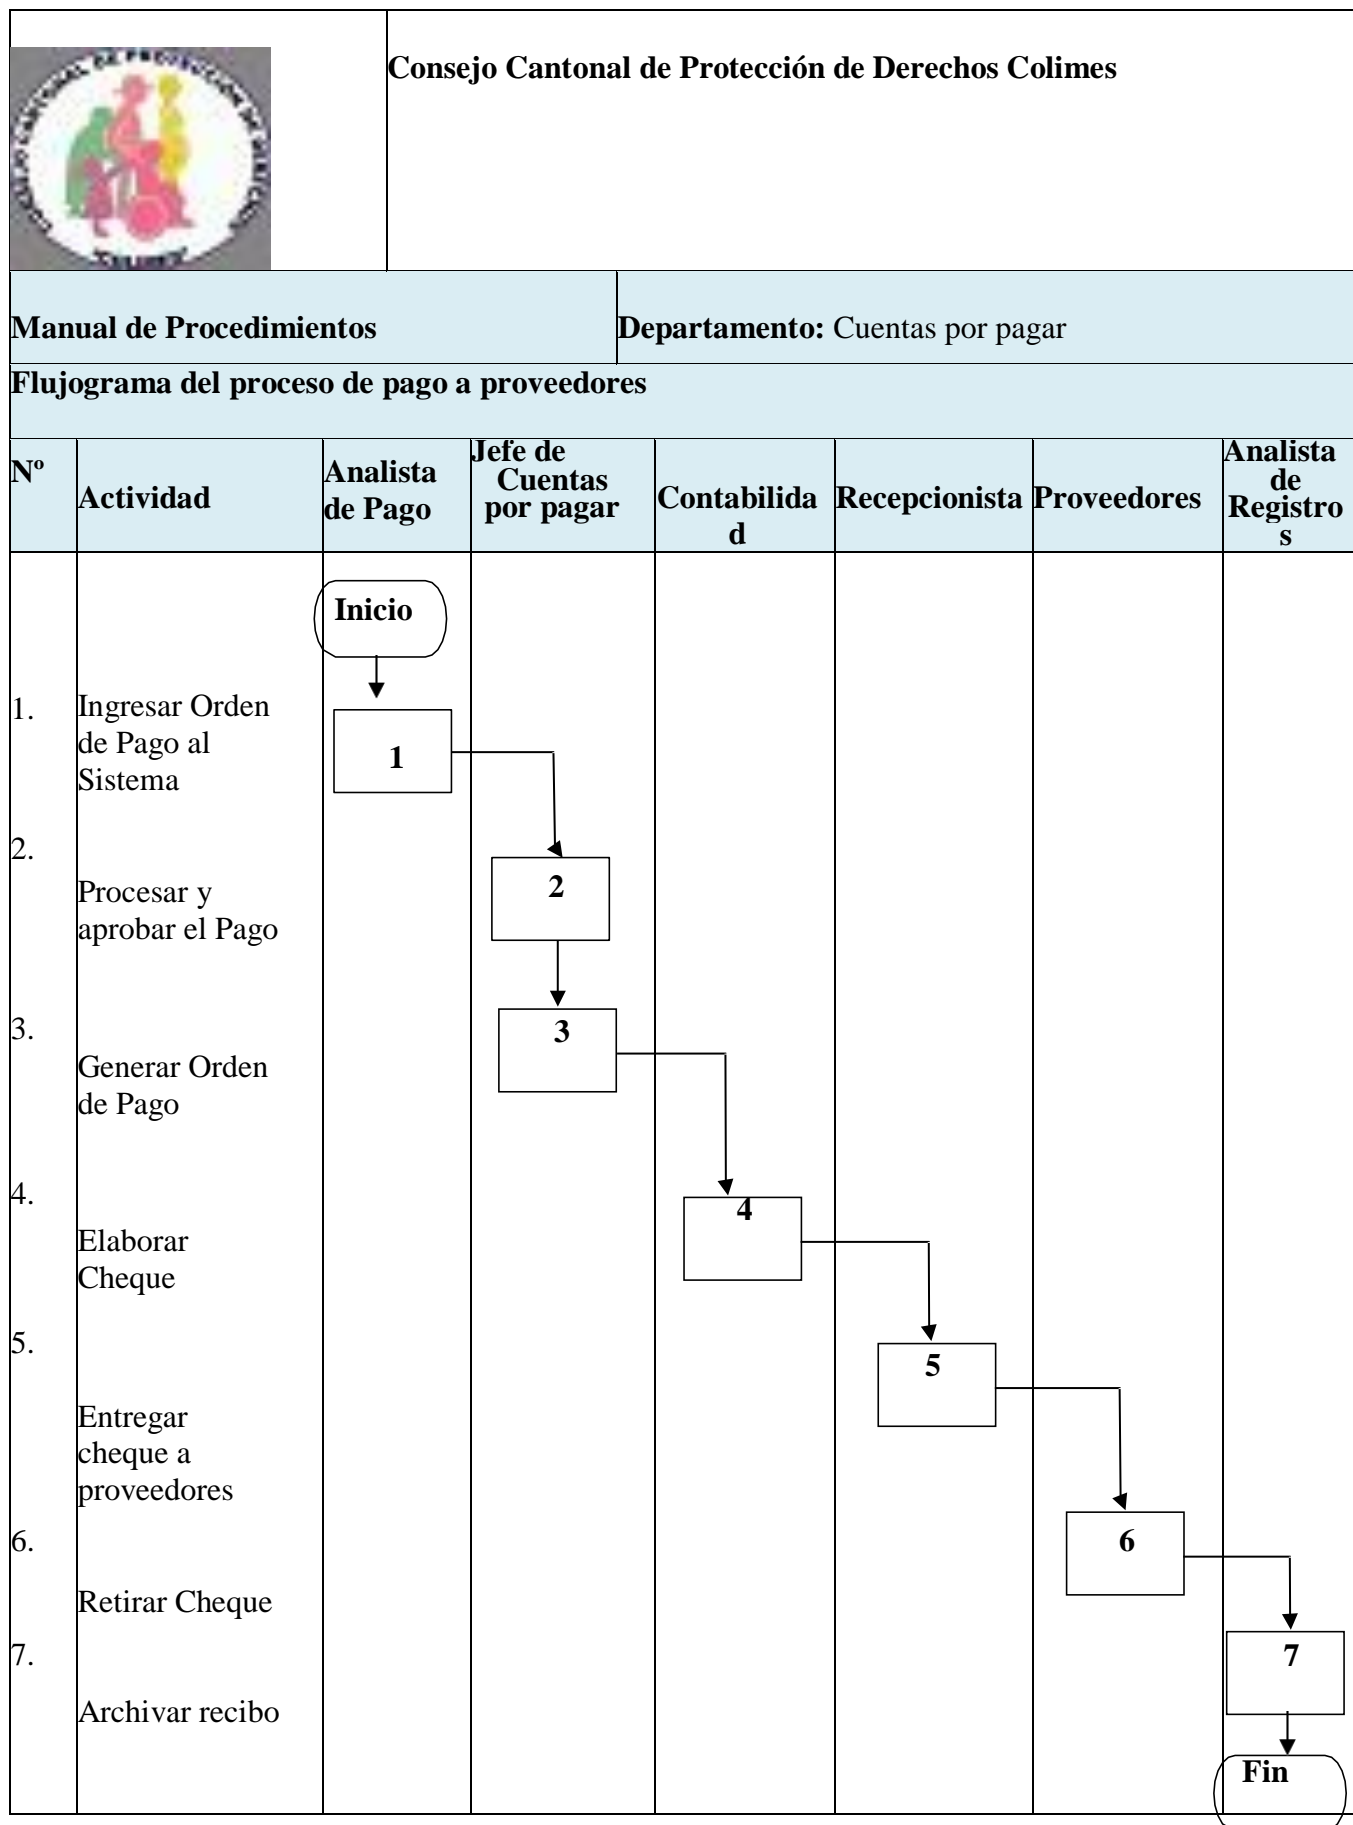 Consejo Cantonal de Protección de Derechos Colimes
Manual de Procedimientos
Departamento: Cuentas por pagar
Flujograma del proceso de pago a proveedores
Nº
Actividad
Analista
de Pago
Jefe de
Cuentas
por pagar
Contabilida
d
Recepcionista
Proveedores
Analista
de
Registro
s
Inicio
1.
Ingresar Orden
de Pago al
Sistema
1
2.
Procesar y
aprobar el Pago
2
3.
Generar Orden
de Pago
3
4.
Elaborar
Cheque
4
5.
Entregar
cheque a
proveedores
5
6.
Retirar Cheque
6
7.
Archivar recibo
7
Fin